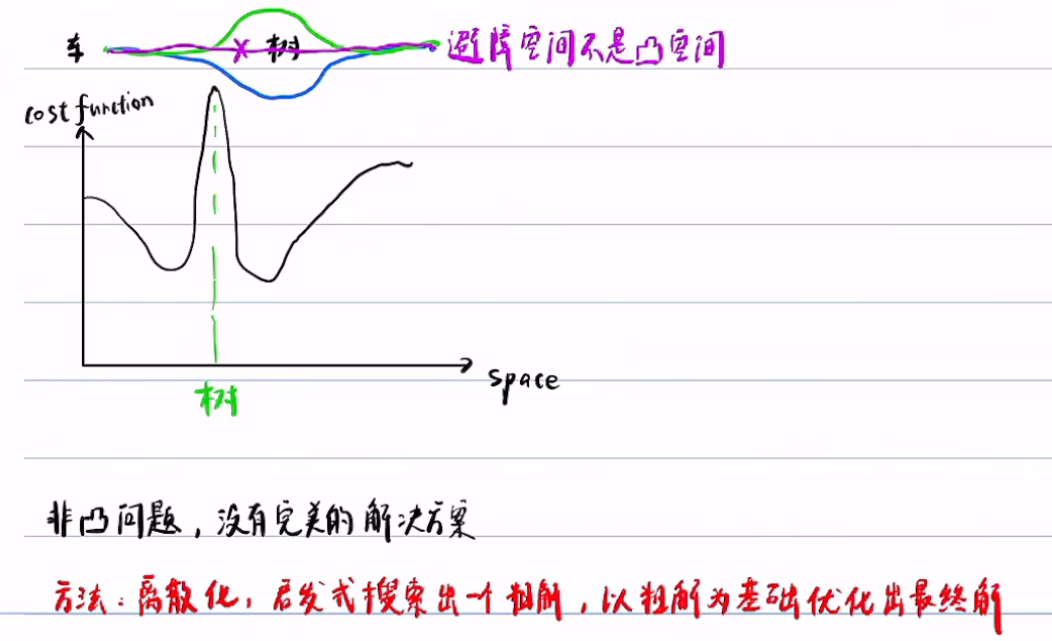 车 树 避障空间不是凸空间
cost function
space
树
非凸问题，没有完美的解决方案
方法：离散化，启发式搜索出一个粗解，以粗解为基础优化出最终解